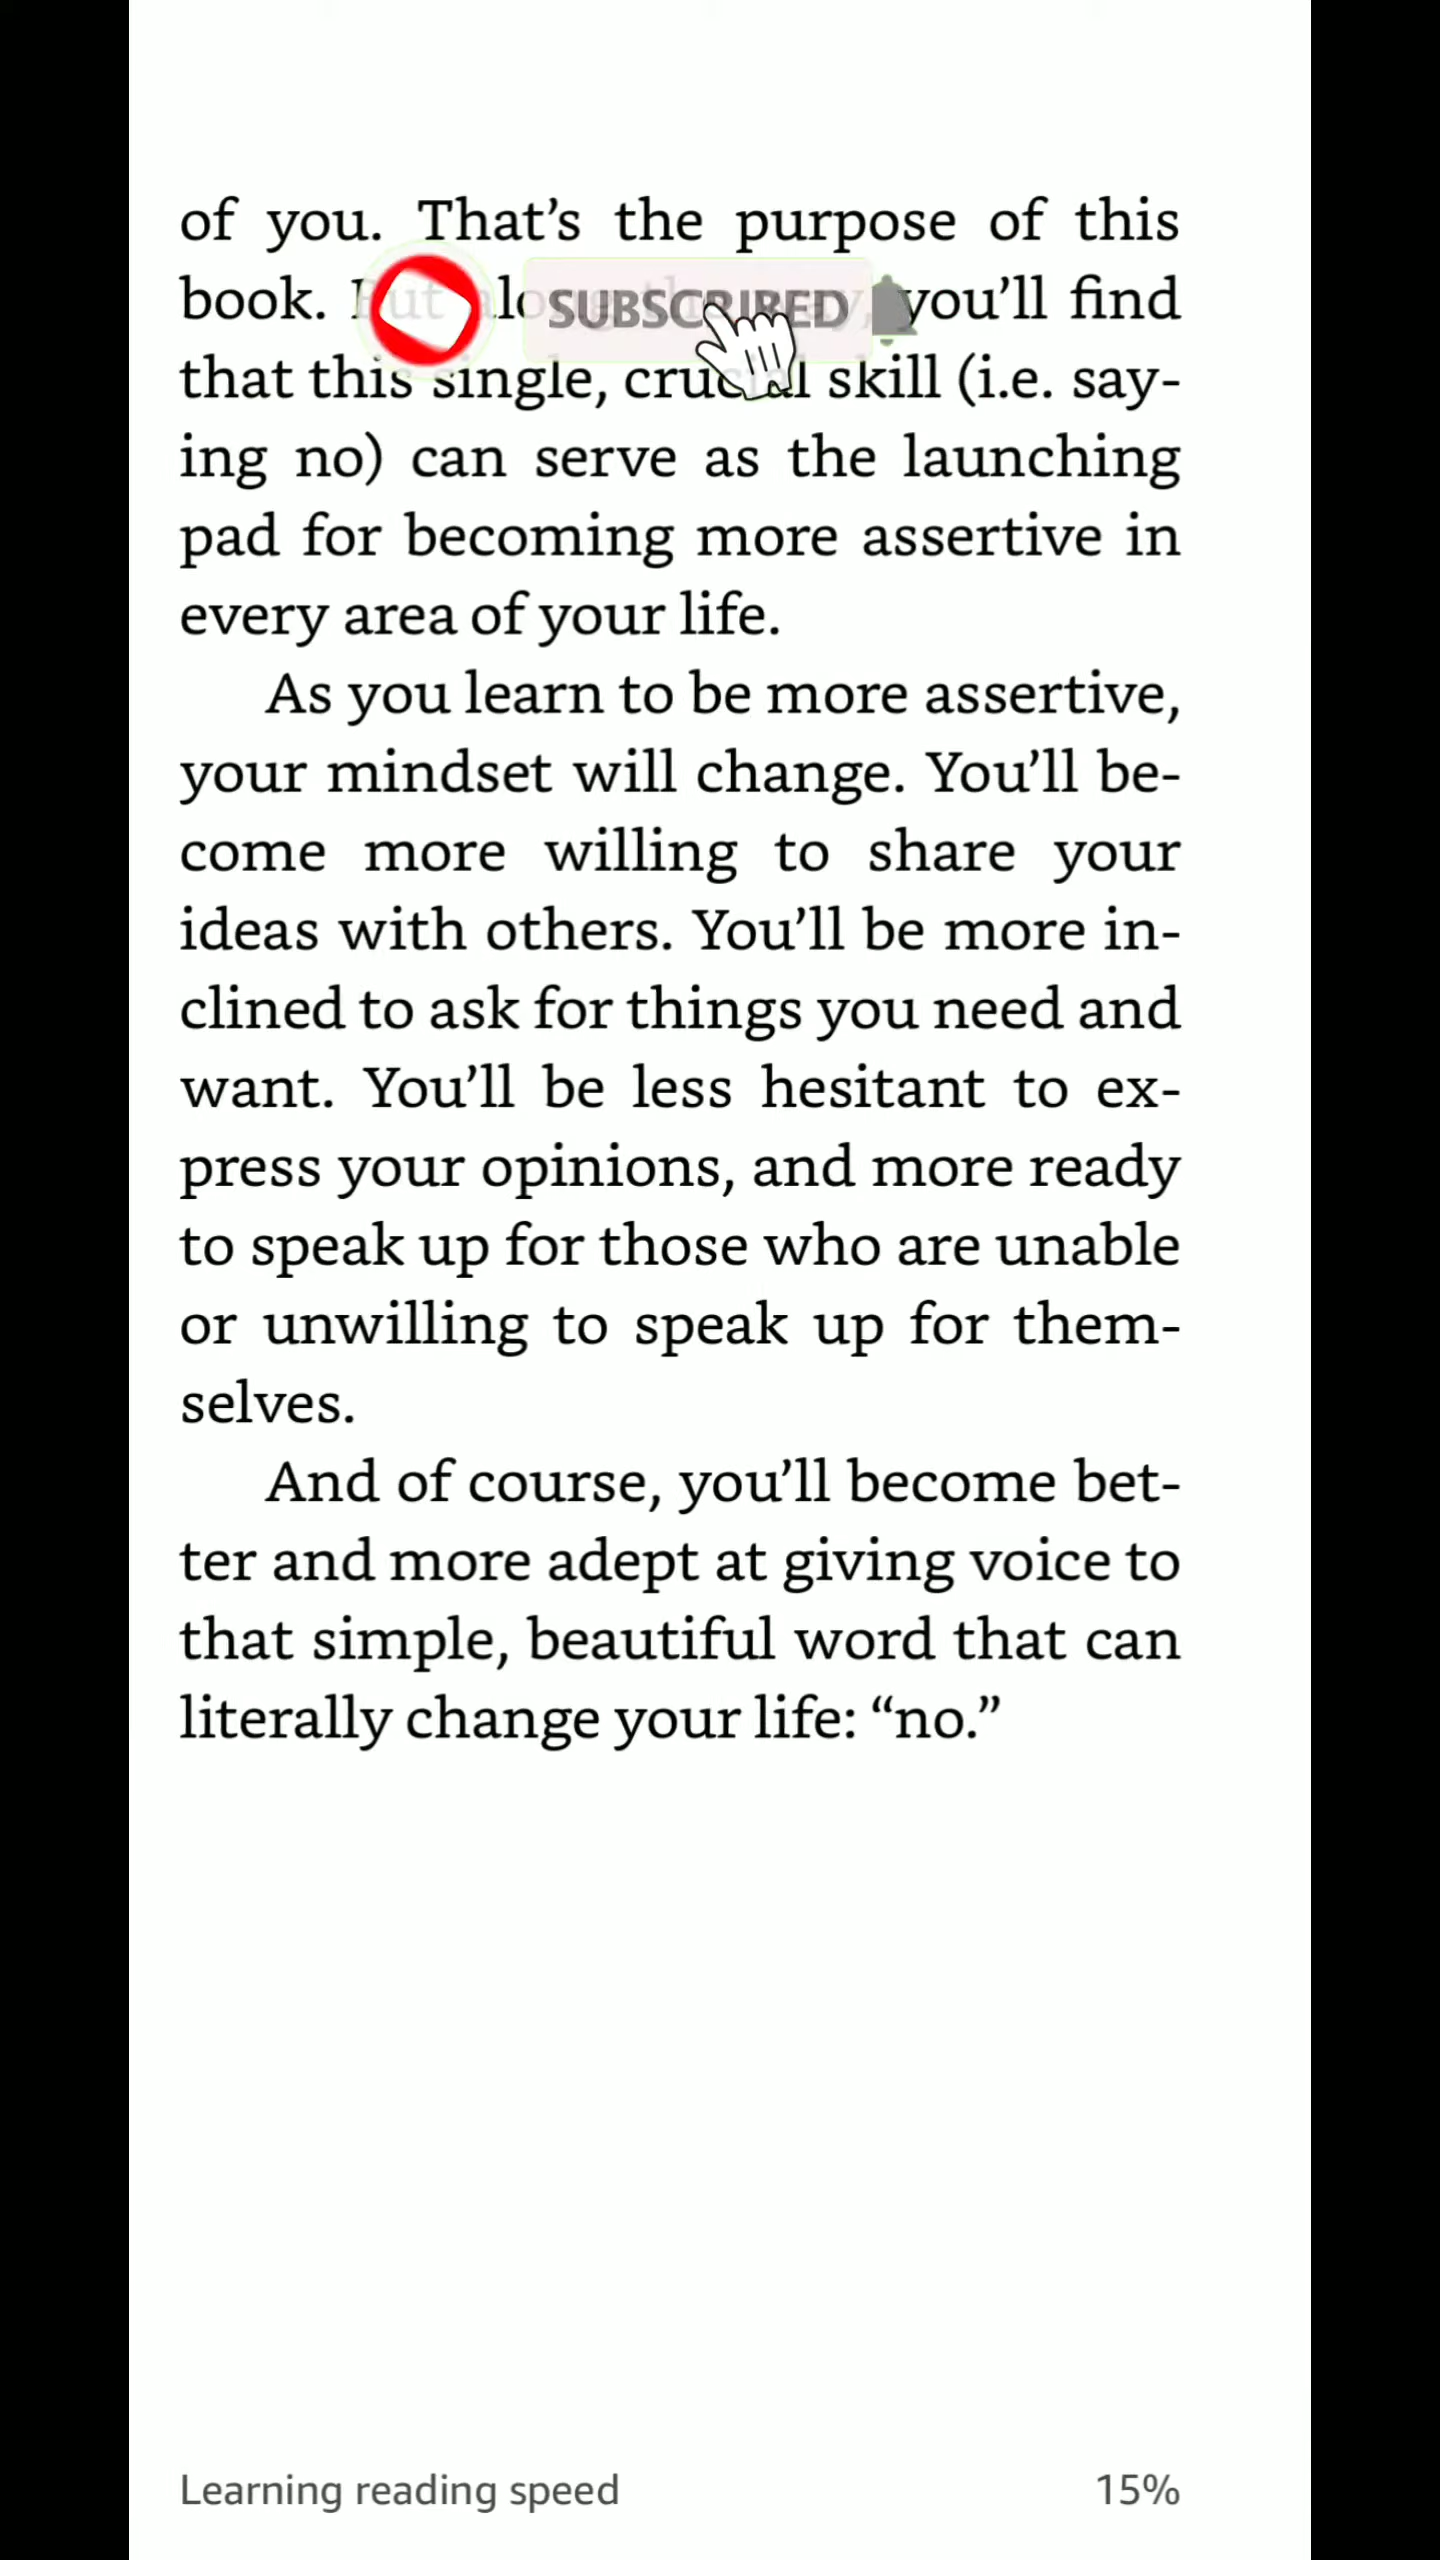 of you. That’s the purpose of this
book. But along the way, you’ll find
SUBSCRIBED
that this single, crucial skill (i.e. say-
ing no) can serve as the launching
pad for becoming more assertive in
every area of your life.
As you learn to be more assertive,
your mindset will change. You’ll be-
come more willing to share your
ideas with others. You’ll be more in-
clined to ask for things you need and
want. You’ll be less hesitant to ex-
press your opinions, and more ready
to speak up for those who are unable
or unwilling to speak up for them-
selves.
And of course, you’ll become bet-
ter and more adept at giving voice to
that simple, beautiful word that can
literally change your life: “no.”
Learning reading speed
15%